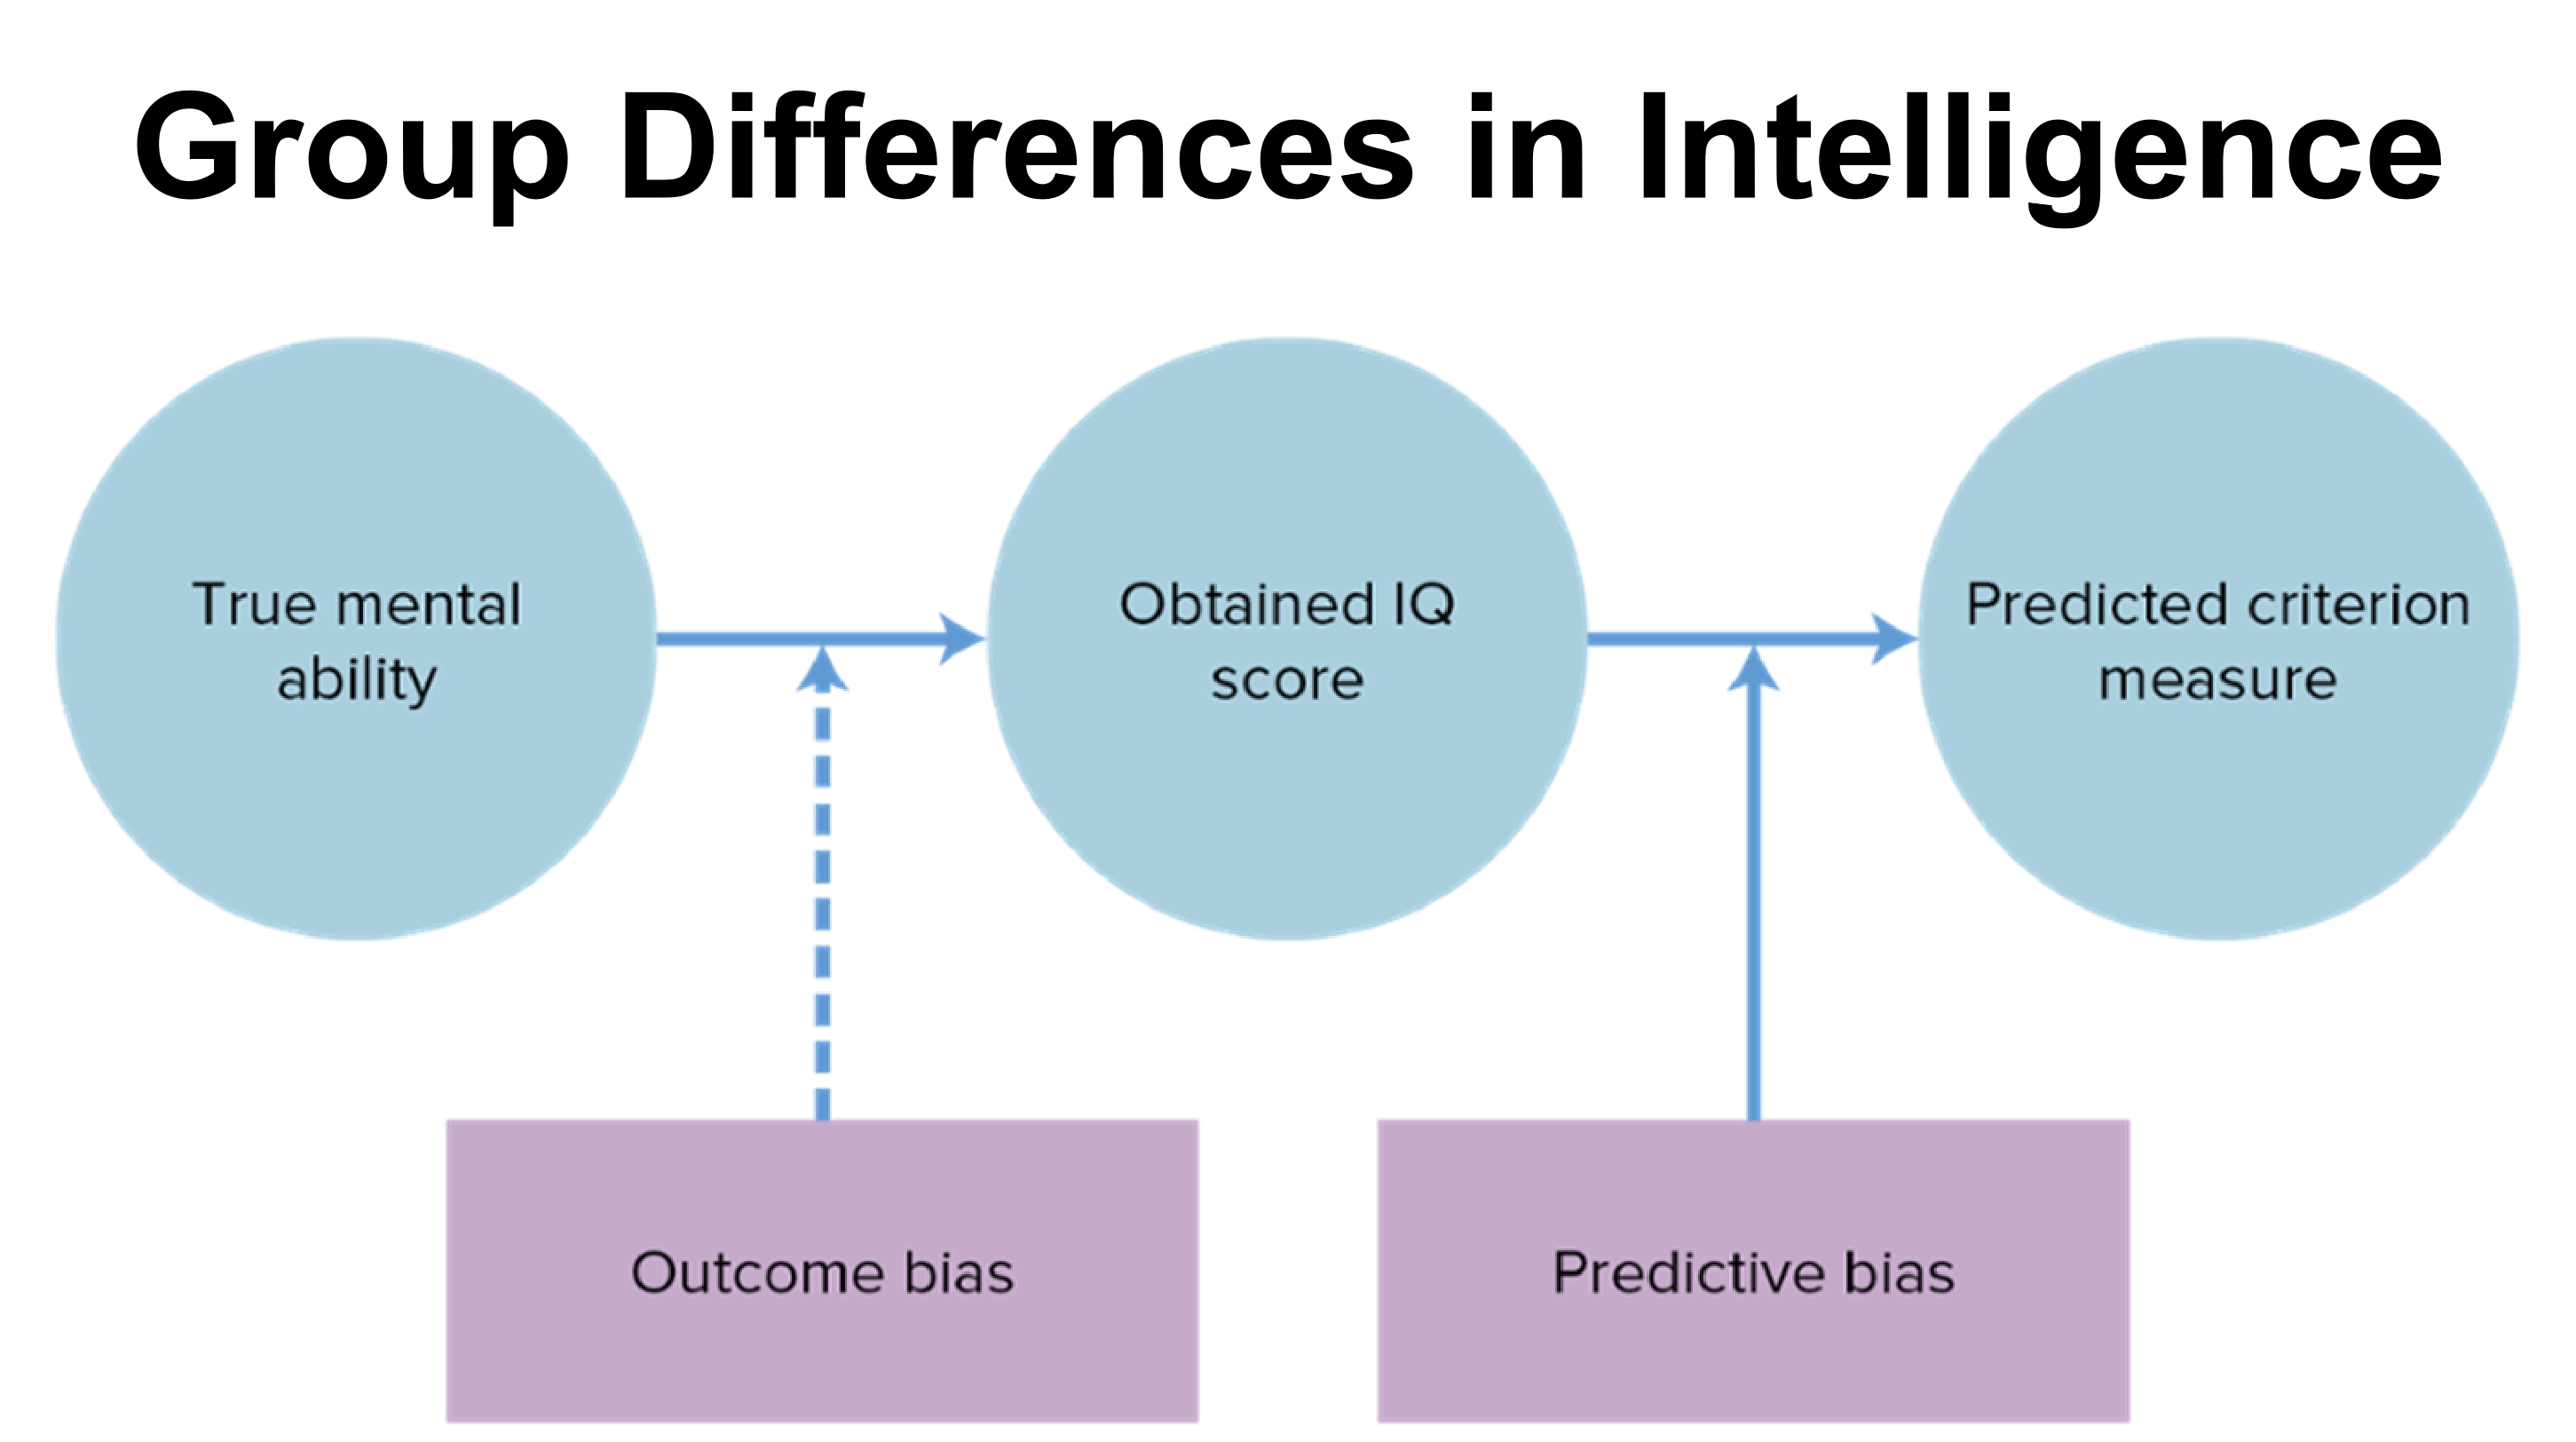 Group Differences in Intelligence
True mental
ability
Obtained IQ
score
Predicted criterion
measure
Outcome bias
Predictive bias